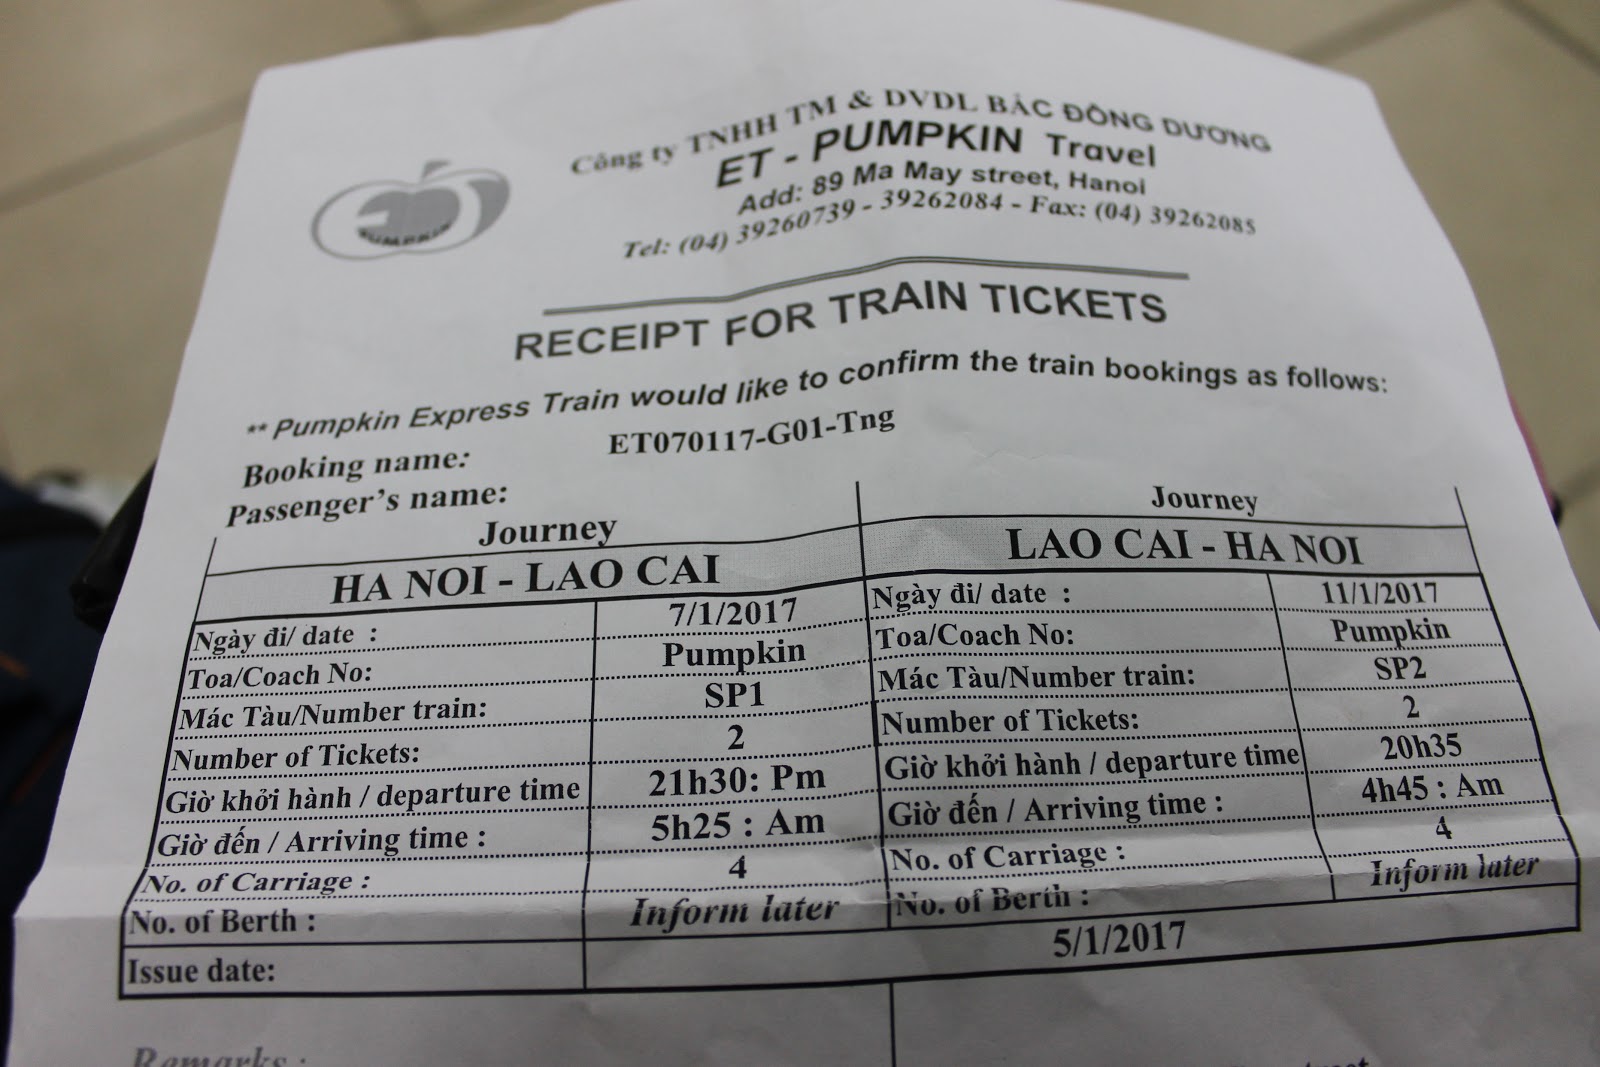 Công ty TNHH TM & DVDL BẮC ĐÔNG DƯƠNG
ET - PUMPKIN Travel
Add: 89 Ma May street, Hanoi
Tel: (04) 39260739 - 39262084 - Fax: (04) 39262085
PUMPKIN
RECEIPT FOR TRAIN TICKETS
** Pumpkin Express Train would like to confirm the train bookings as follows:
Booking name: ET070117-G01-Tng
Passenger's name:
Journey Journey
HA NOI - LAO CAI LAO CAI - HA NOI
Ngày đi/ date : 7/1/2017 Ngày đi/ date : 11/1/2017
Toa/Coach No: Pumpkin Toa/Coach No: Pumpkin
Mác Tàu/Number train: SP1 Mác Tàu/Number train: SP2
Number of Tickets: 2 Number of Tickets: 2
Giờ khởi hành / departure time 21h30: Pm Giờ khởi hành / departure time 20h35
Giờ đến / Arriving time : 5h25 : Am Giờ đến / Arriving time : 4h45 : Am
No. of Carriage : 4 No. of Carriage : 4
No. of Berth : Inform later No. of Berth : Inform later
Issue date: 5/1/2017
Remarks :